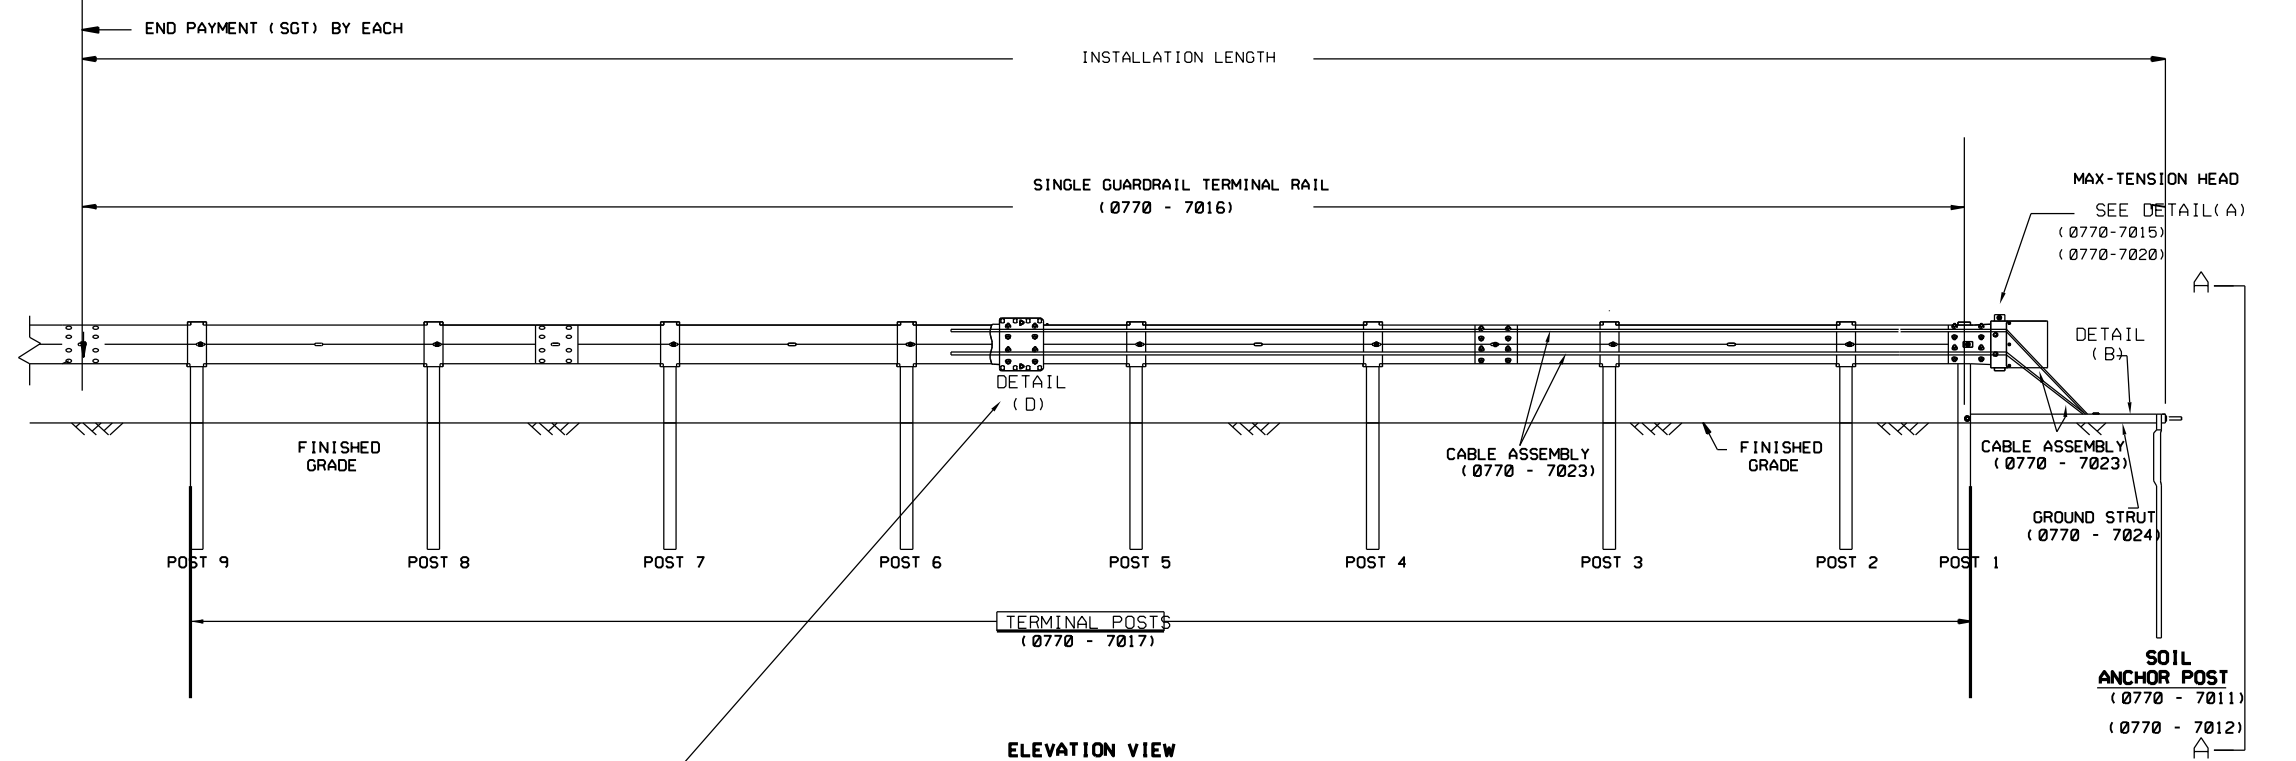 END PAYMENT (SGT) BY EACH
INSTALLATION LENGTH
SINGLE GUARDRAIL TERMINAL RAIL
(0770 - 7016)
MAX-TENSION HEAD
SEE DETAIL(A)
(0770-7015)
(0770-7020)
A
DETAIL
(B)
DETAIL
(D)
FINISHED
GRADE
CABLE ASSEMBLY
(0770 - 7023)
FINISHED
GRADE
CABLE ASSEMBLY
(0770 - 7023)
GROUND STRUT
(0770 - 7024)
POST 9
POST 8
POST 7
POST 6
POST 5
POST 4
POST 3
POST 2
POST 1
TERMINAL POSTS
(0770 - 7017)
SOIL
ANCHOR POST
(0770 - 7011)
(0770 - 7012)
A
ELEVATION VIEW